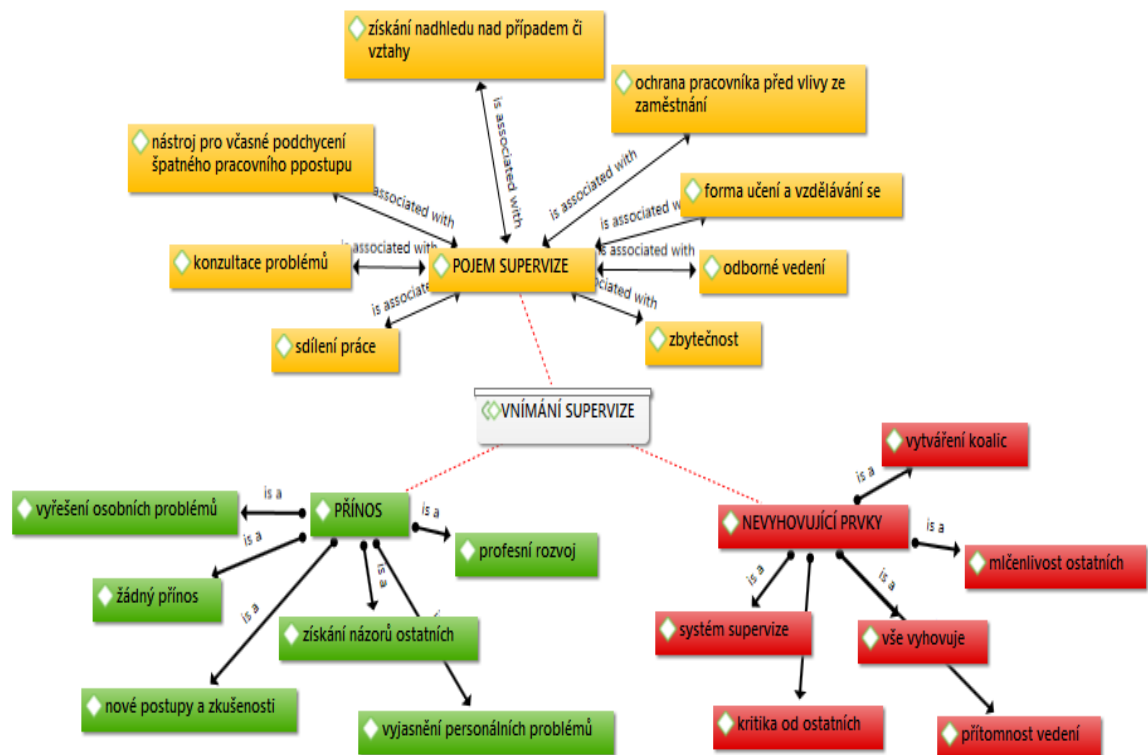 získání nadhledu nad případem či
vztahy
ochrana pracovníka před vlivy ze
zaměstnání
is associated with
nástroj pro včasné podchycení
špatného pracovního ppostupu
is associated with
forma učení a vzdělávání se
associated with
is associated
is associated with
konzultace problémů
POJEM SUPERVIZE
is associated with
odborné vedení
is associated
associated with
sdílení práce
zbytečnost
VNÍMÁNÍ SUPERVIZE
vytváření koalic
is a
vyřešení osobních problémů
is a
PŘÍNOS
is a
profesní rozvoj
NEVYHOVUJÍCÍ PRVKY
is a
mlčenlivost ostatních
is a
žádný přínos
is a
is a
is a
is a
získání názorů ostatních
systém supervize
vše vyhovuje
nové postupy a zkušenosti
vyjasnění personálních problémů
kritika od ostatních
přítomnost vedení